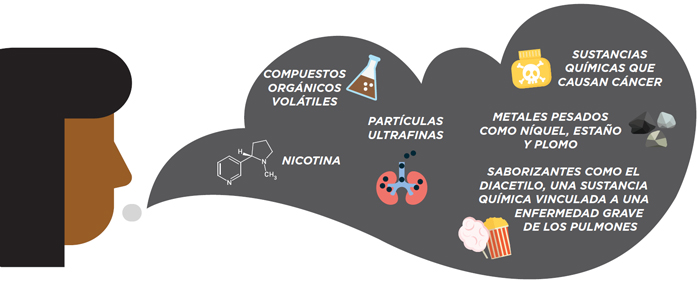 COMPUESTOS
ORGÁNICOS
VOLÁTILES
NICOTINA
H
N
N
CH₃
PARTÍCULAS
ULTRAFINAS
SUSTANCIAS
QUÍMICAS QUE
CAUSAN CÁNCER
METALES PESADOS
COMO NÍQUEL, ESTAÑO
Y PLOMO
SABORIZANTES COMO EL
DIACETILO, UNA SUSTANCIA
QUÍMICA VINCULADA A UNA
ENFERMEDAD GRAVE
DE LOS PULMONES